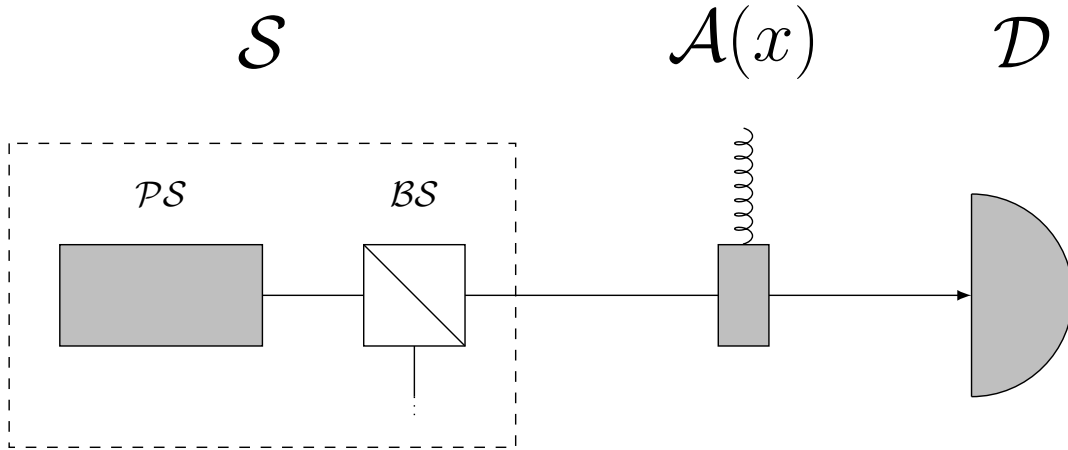 𝒮 𝒜(x) 𝒟
𝒫𝒮 ℬ𝒮